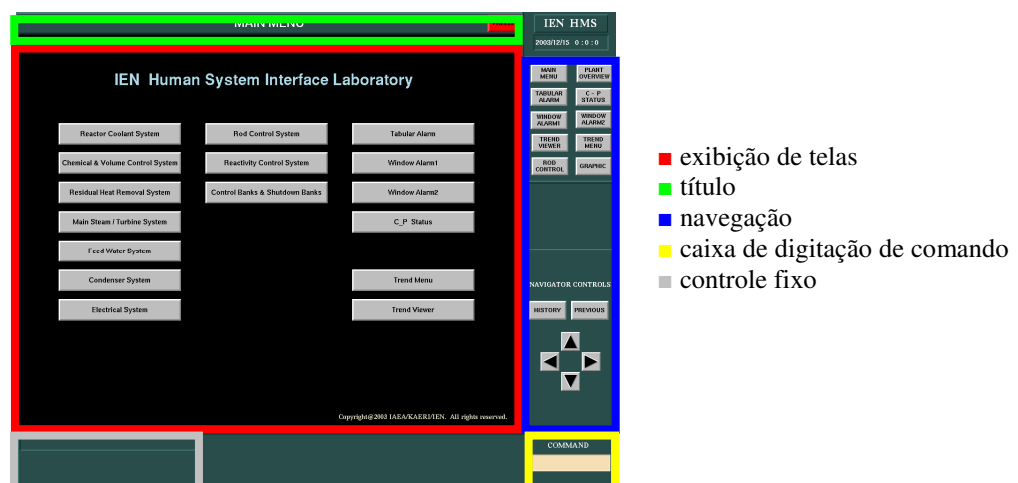 MAIN MENU
IEN HMS
2003/12/15 0 : 0 : 0
IEN Human System Interface Laboratory
Reactor Coolant System
Rod Control System
Tabular Alarm
Chemical & Volume Control System
Reactivity Control System
Window Alarm1
Residual Heat Removal System
Control Banks & Shutdown Banks
Window Alarm2
Main Steam / Turbine System
C_P Status
Feed Water System
Condenser System
Trend Menu
Electrical System
Trend Viewer
Copyright@2003 IAEA/KAERI/IEN. All rights reserved.
MAIN
MENU
PLANT
OVERVIEW
TABULAR
ALARM
C - P
STATUS
WINDOW
ALARM1
WINDOW
ALARM2
TREND
VIEWER
TREND
MENU
ROD
CONTROL
GRAPHIC
NAVIGATOR CONTROLS
HISTORY
PREVIOUS
COMMAND
exibição de telas
título
navegação
caixa de digitação de comando
controle fixo